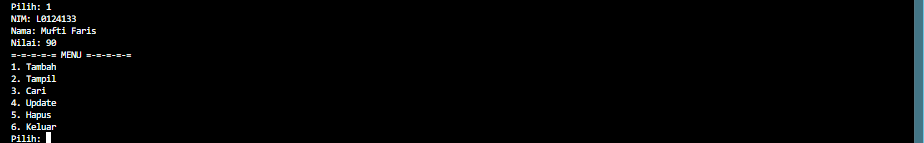 Pilih: 1
NIM: L0124133
Nama: Mufti Faris
Nilai: 90
=-=-=-=-= MENU =-=-=-=-=
1. Tambah
2. Tampil
3. Cari
4. Update
5. Hapus
6. Keluar
Pilih: